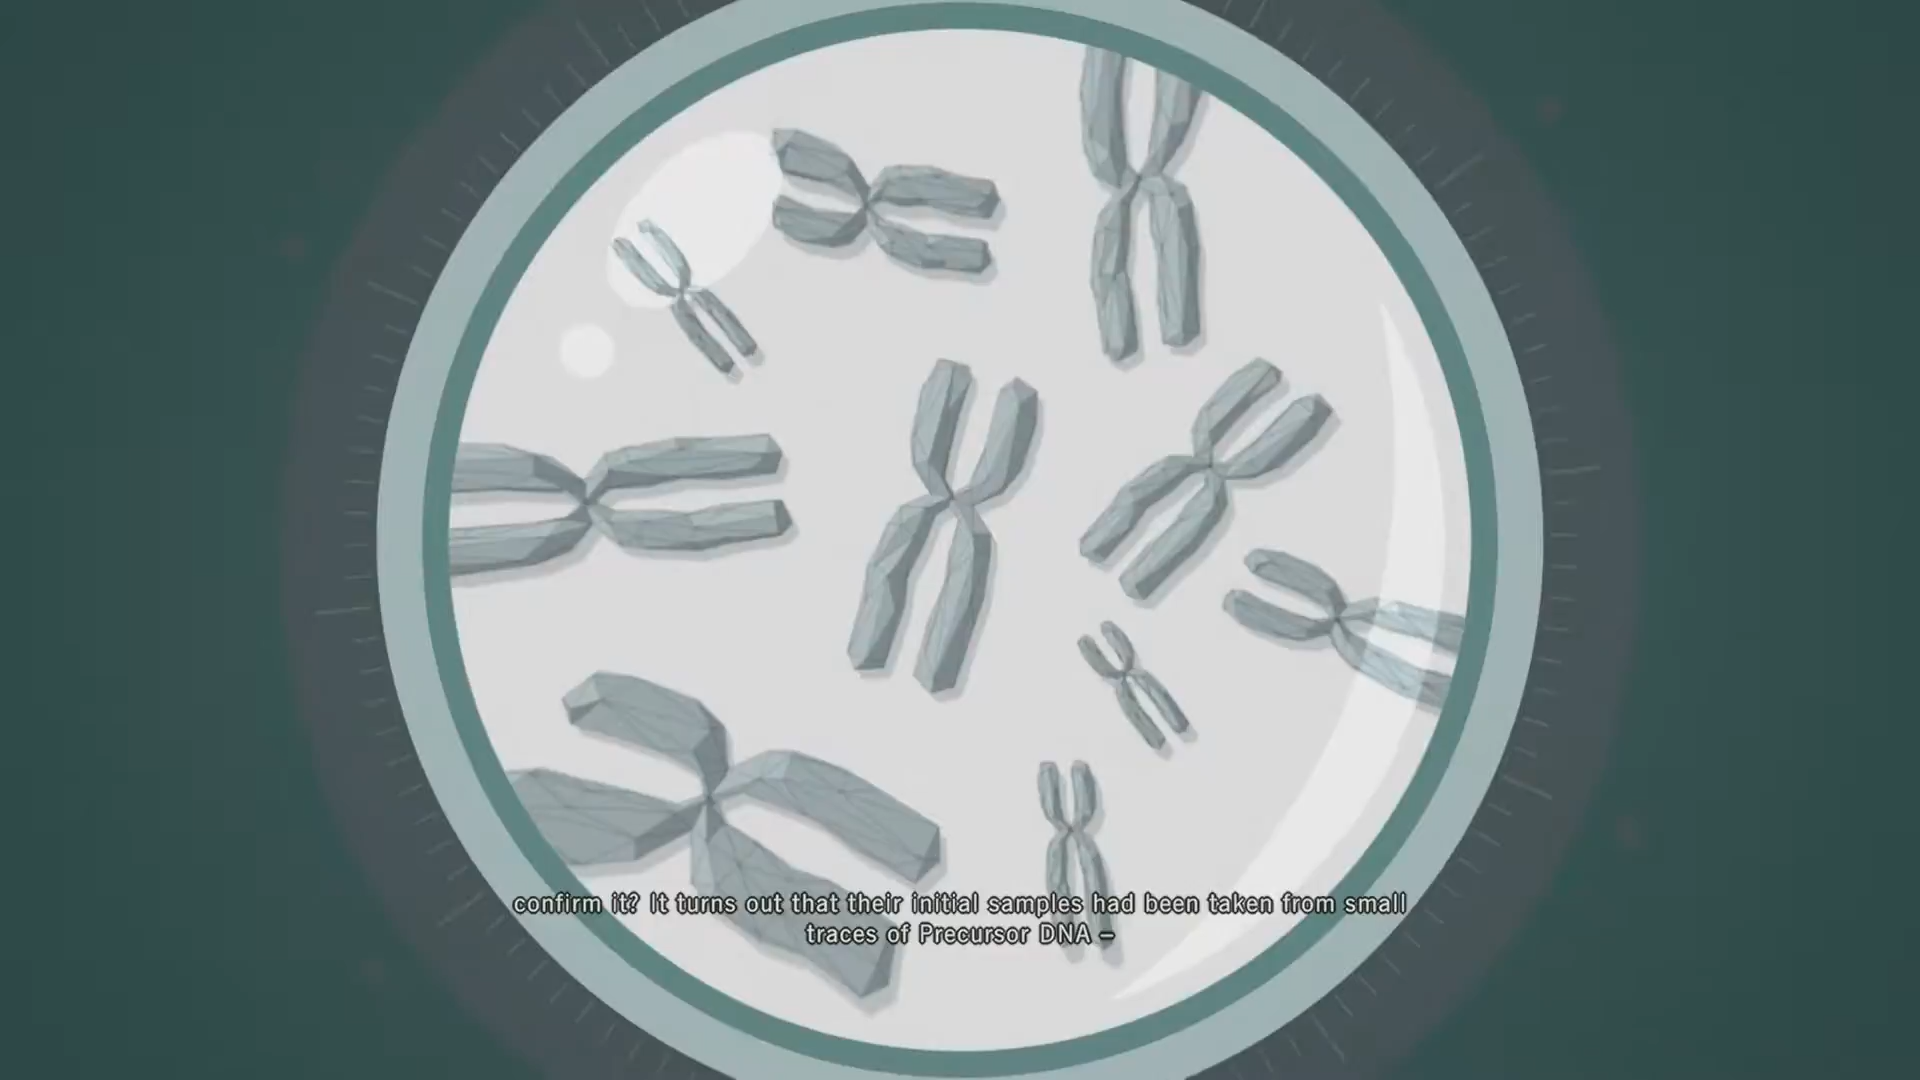 confirm it? It turns out that their initial samples had been taken from small
traces of Precursor DNA –